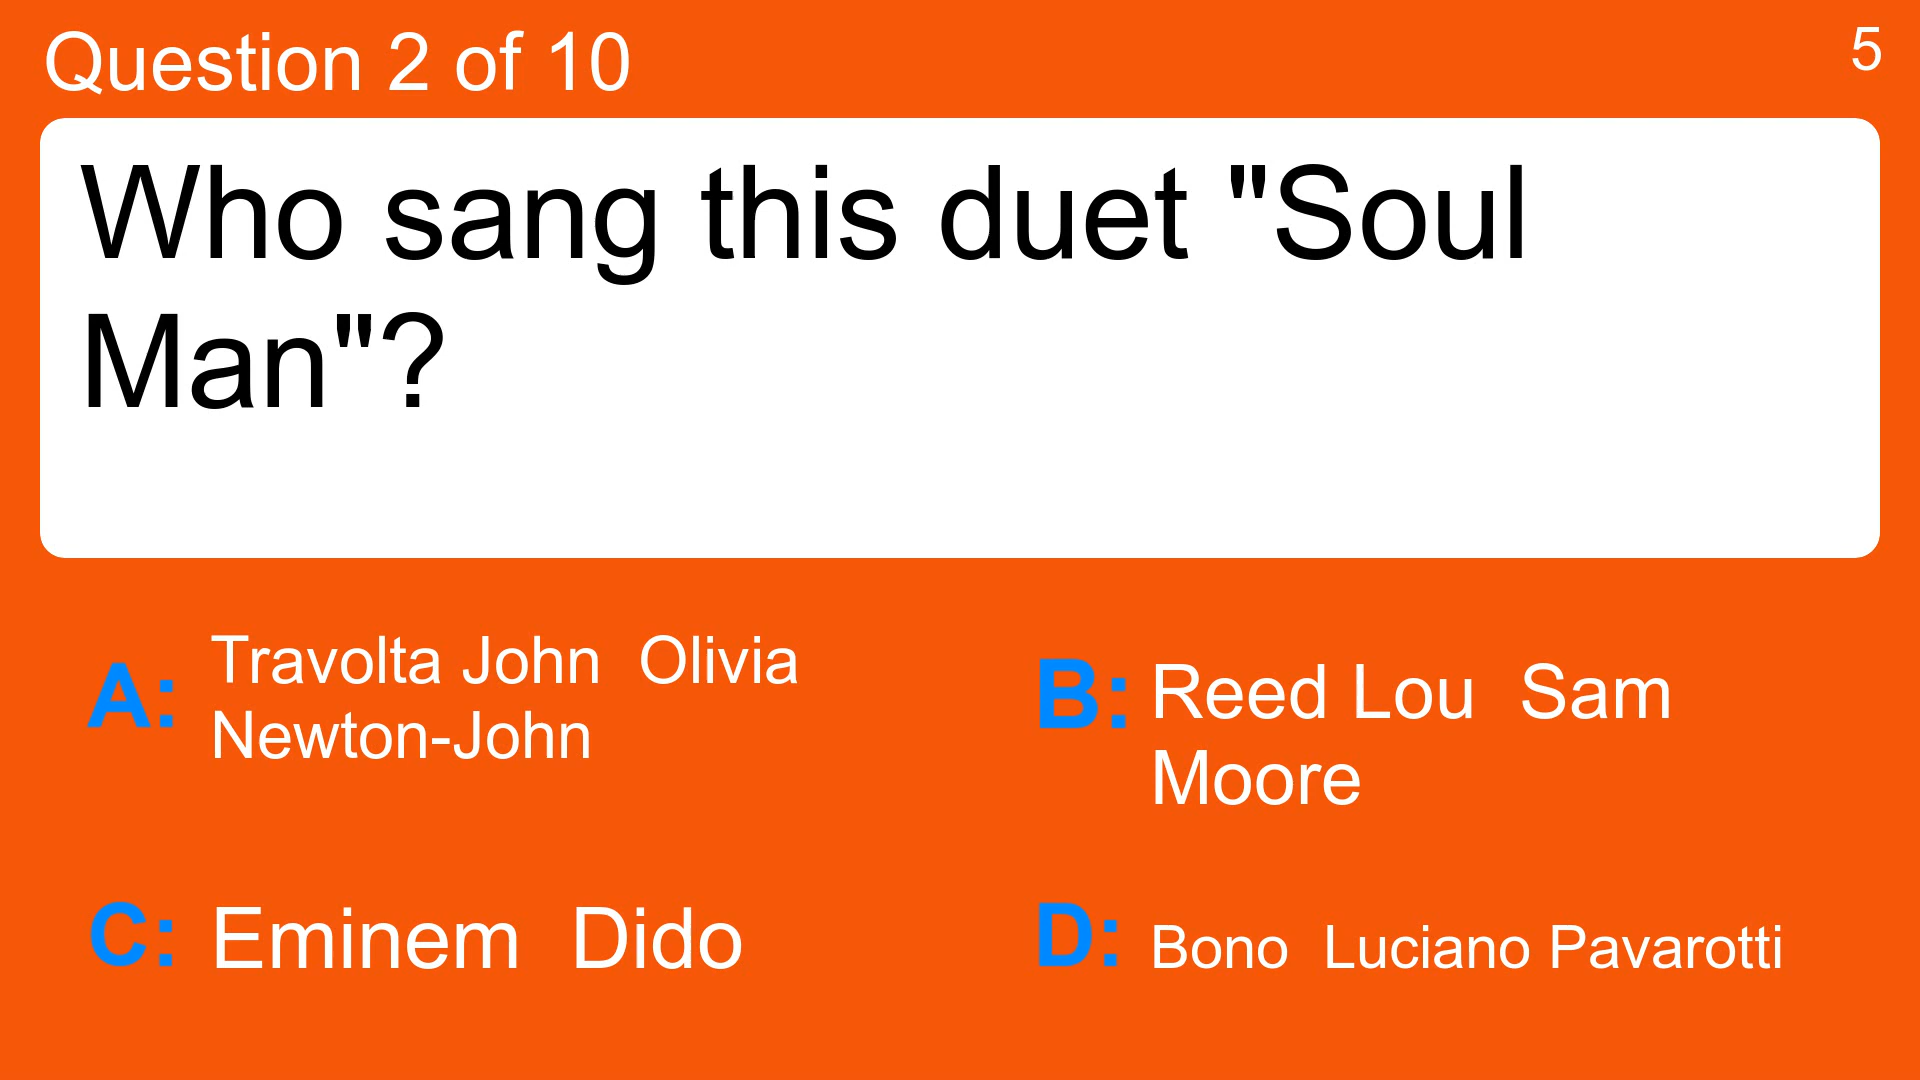 Question 2 of 10
5
Who sang this duet "Soul
Man"?
A: Travolta John  Olivia
Newton-John
B: Reed Lou  Sam
Moore
C: Eminem  Dido
D: Bono  Luciano Pavarotti